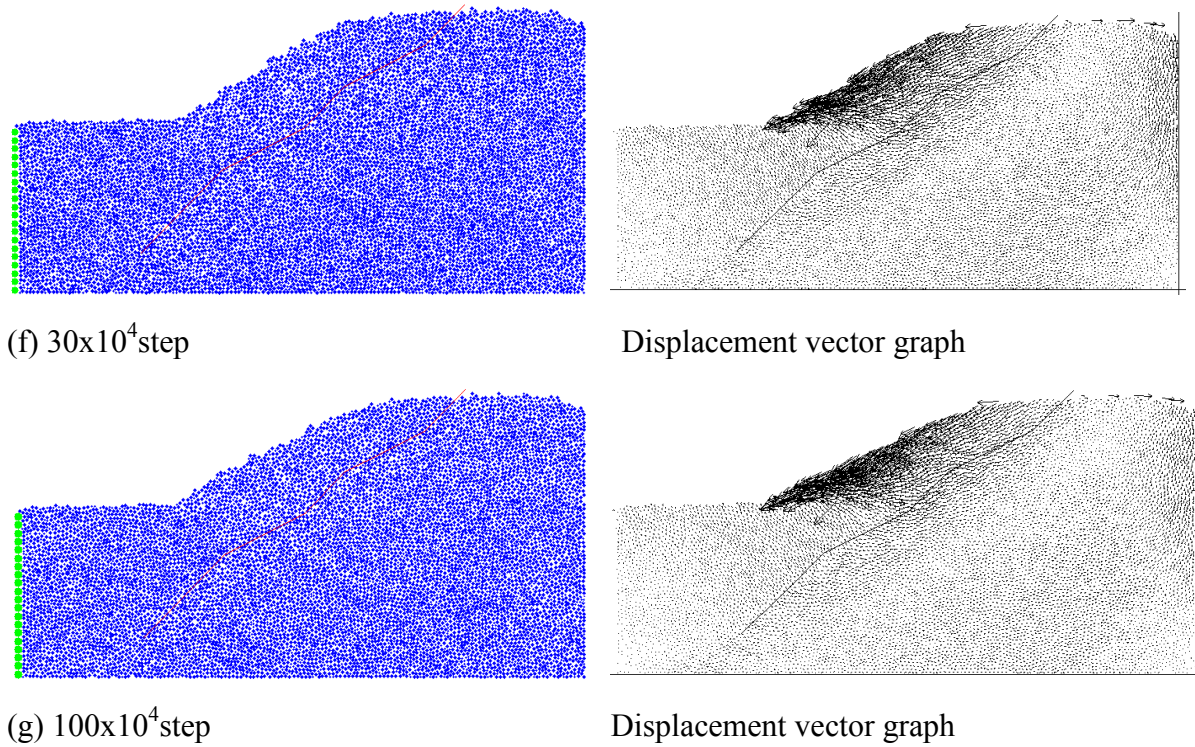 (f) 30x10⁴step
Displacement vector graph
(g) 100x10⁴step
Displacement vector graph